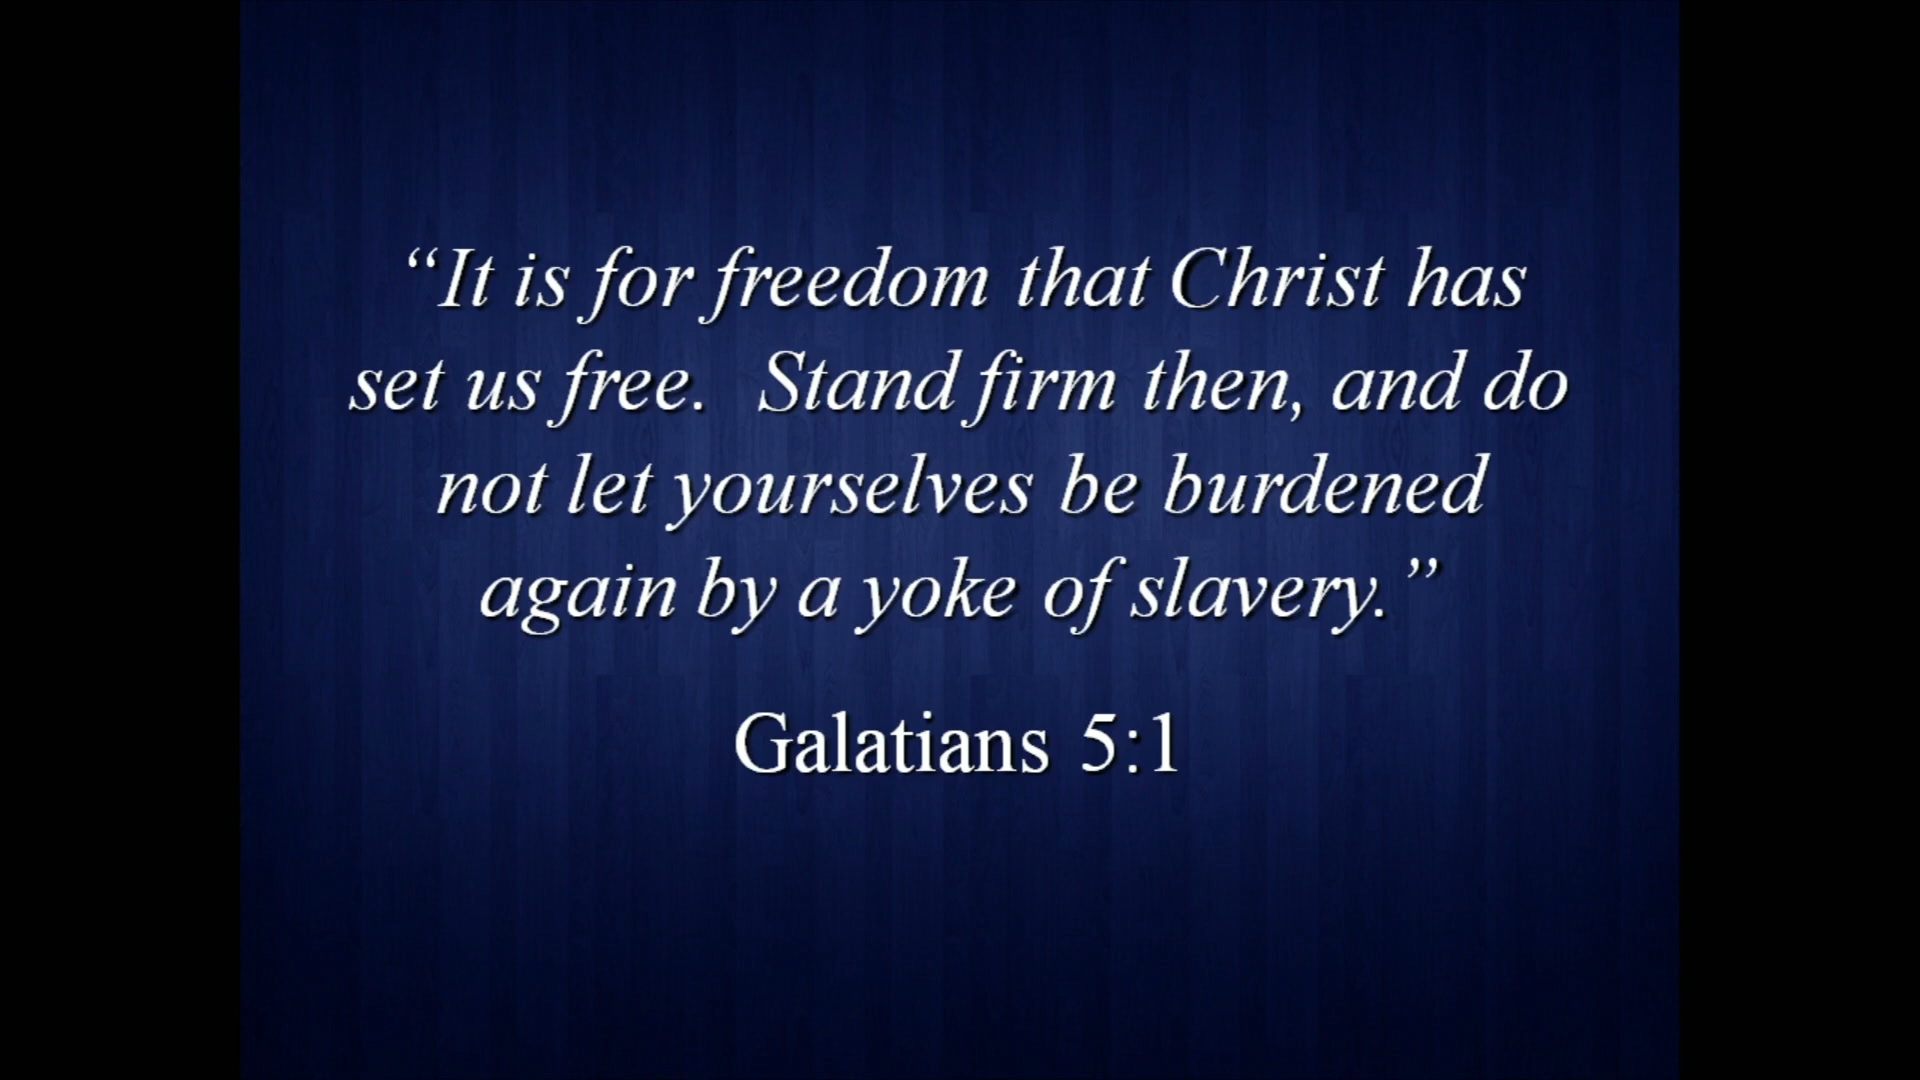 “It is for freedom that Christ has
set us free.  Stand firm then, and do
not let yourselves be burdened
again by a yoke of slavery.”
Galatians 5:1